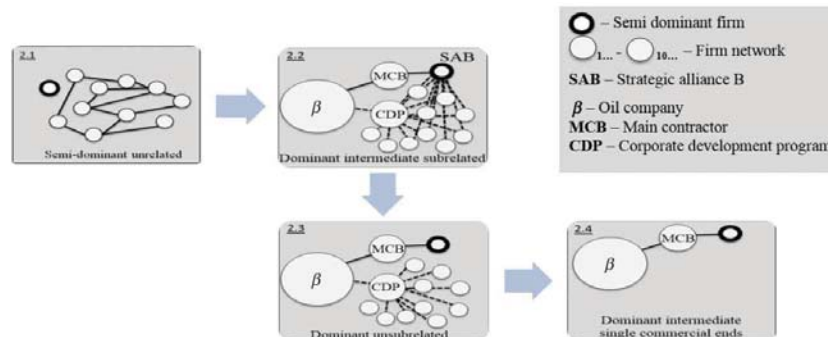 2.1
Semi-dominant unrelated
2.2
SAB
MCB
β
CDP
Dominant intermediate subrelated
Semi dominant firm
1... - 10... – Firm network
SAB – Strategic alliance B
β – Oil company
MCB – Main contractor
CDP – Corporate development program
2.3
MCB
β
CDP
Dominant unsubrelated
2.4
MCB
β
Dominant intermediate
single commercial ends